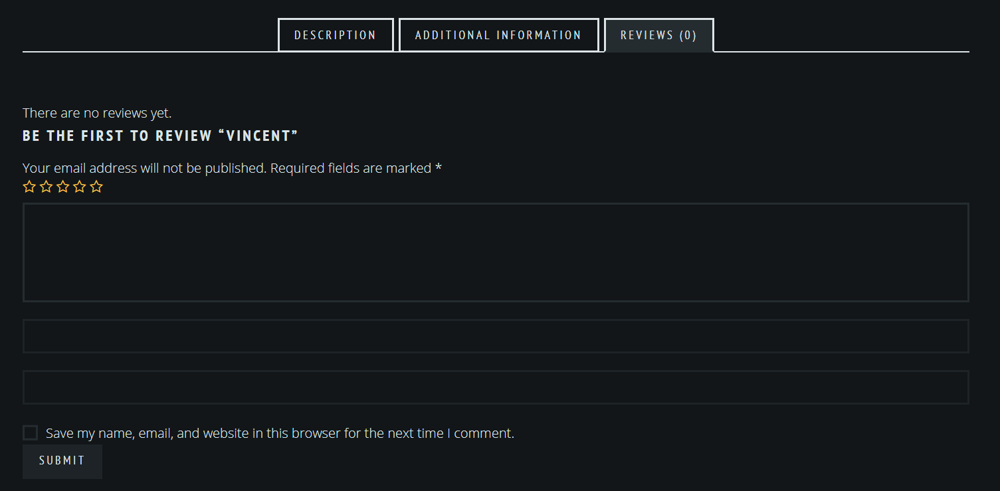 DESCRIPTION ADDITIONAL INFORMATION REVIEWS (0)
There are no reviews yet.
BE THE FIRST TO REVIEW “VINCENT”
Your email address will not be published. Required fields are marked *
Save my name, email, and website in this browser for the next time I comment.
SUBMIT